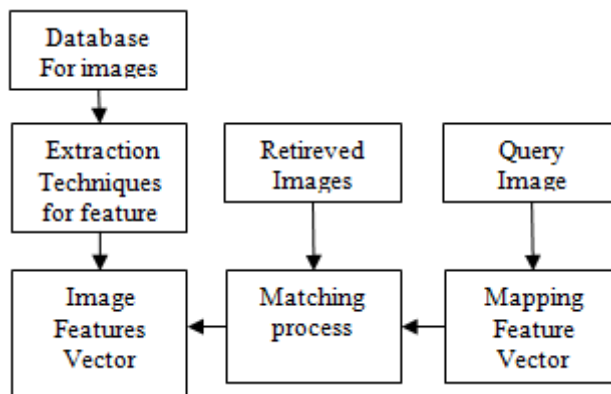 Database
For images
Extraction
Techniques
for feature
Retireved
Images
Query
Image
Image
Features
Vector
Matching
process
Mapping
Feature
Vector